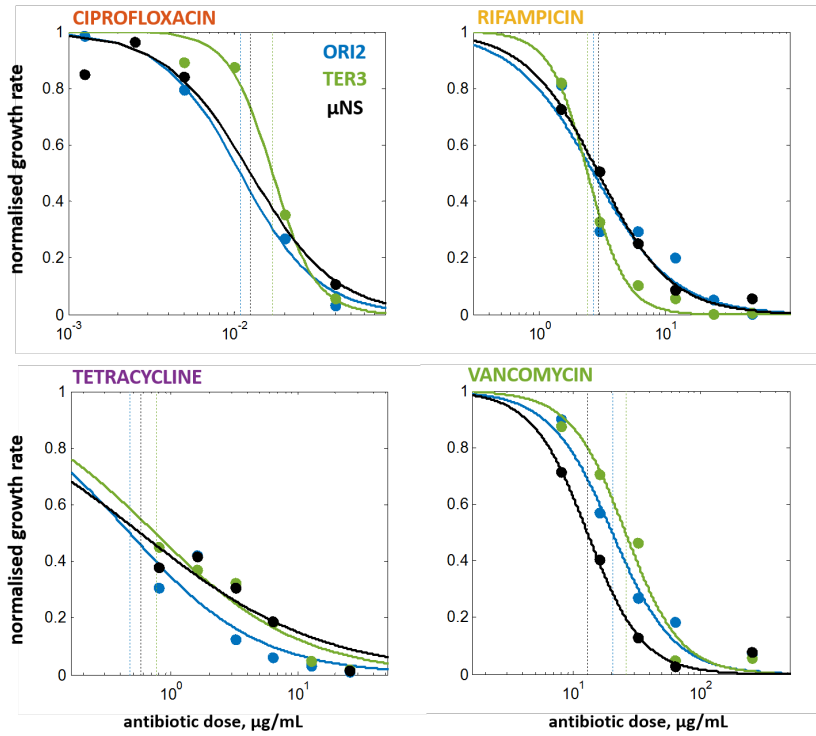 CIPROFLOXACIN
RIFAMPICIN
normalised growth rate
1
0.8
0.6
0.4
0.2
0
10-3
10-2
ORI2
TER3
μNS
1
0.8
0.6
0.4
0.2
0
100
101
TETRACYCLINE
VANCOMYCIN
normalised growth rate
1
0.8
0.6
0.4
0.2
0
100
101
antibiotic dose, μg/mL
1
0.8
0.6
0.4
0.2
0
101
102
antibiotic dose, μg/mL